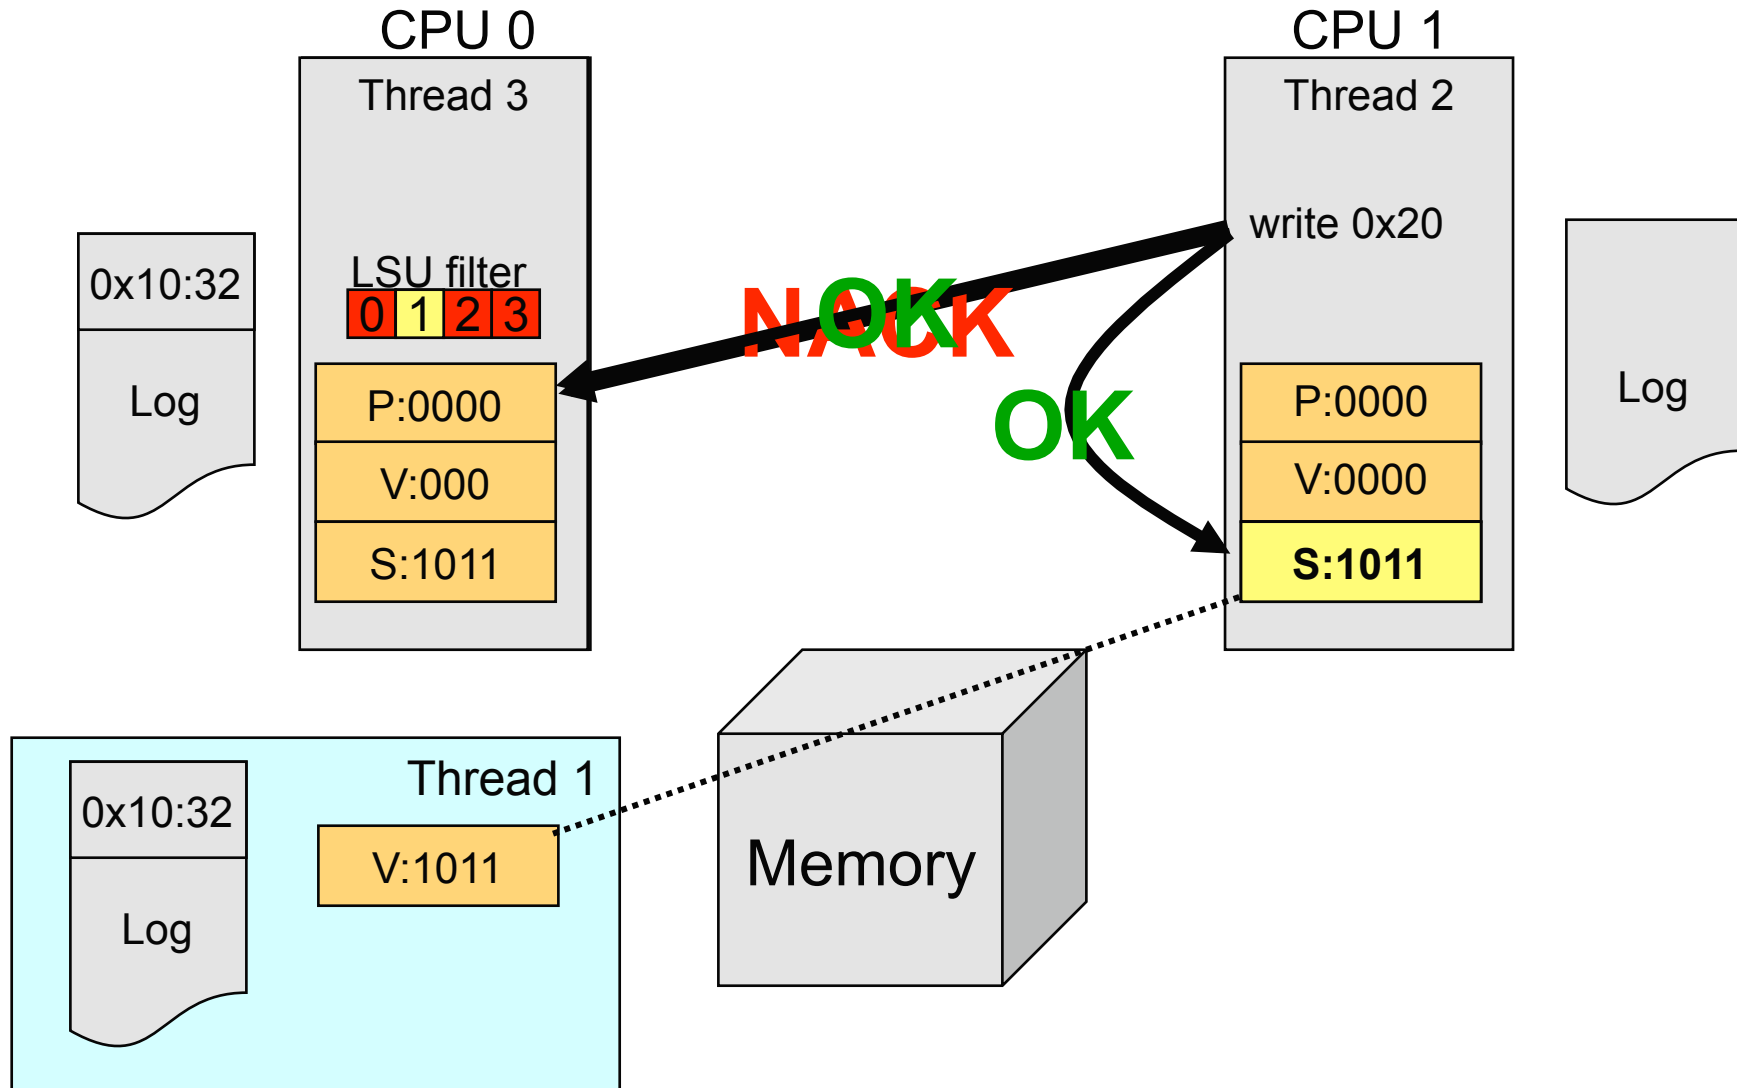 CPU 0
CPU 1
Thread 3
Thread 2
write 0x20
LSU filter
0 1 2 3
0x10:32
Log
NACK
OK
OK
P:0000
V:000
S:1011
P:0000
V:0000
S:1011
Log
Thread 1
0x10:32
Log
V:1011
Memory